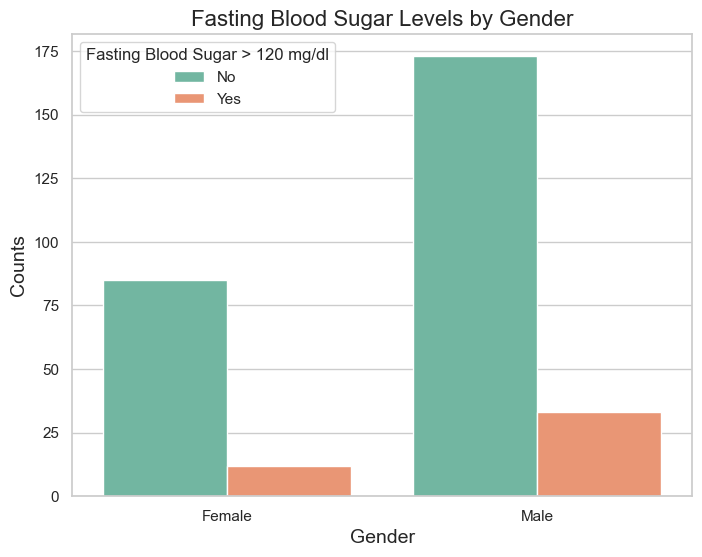 Fasting Blood Sugar Levels by Gender
Fasting Blood Sugar > 120 mg/dl
No
Yes
175
150
125
100
75
50
25
0
Counts
Female
Male
Gender